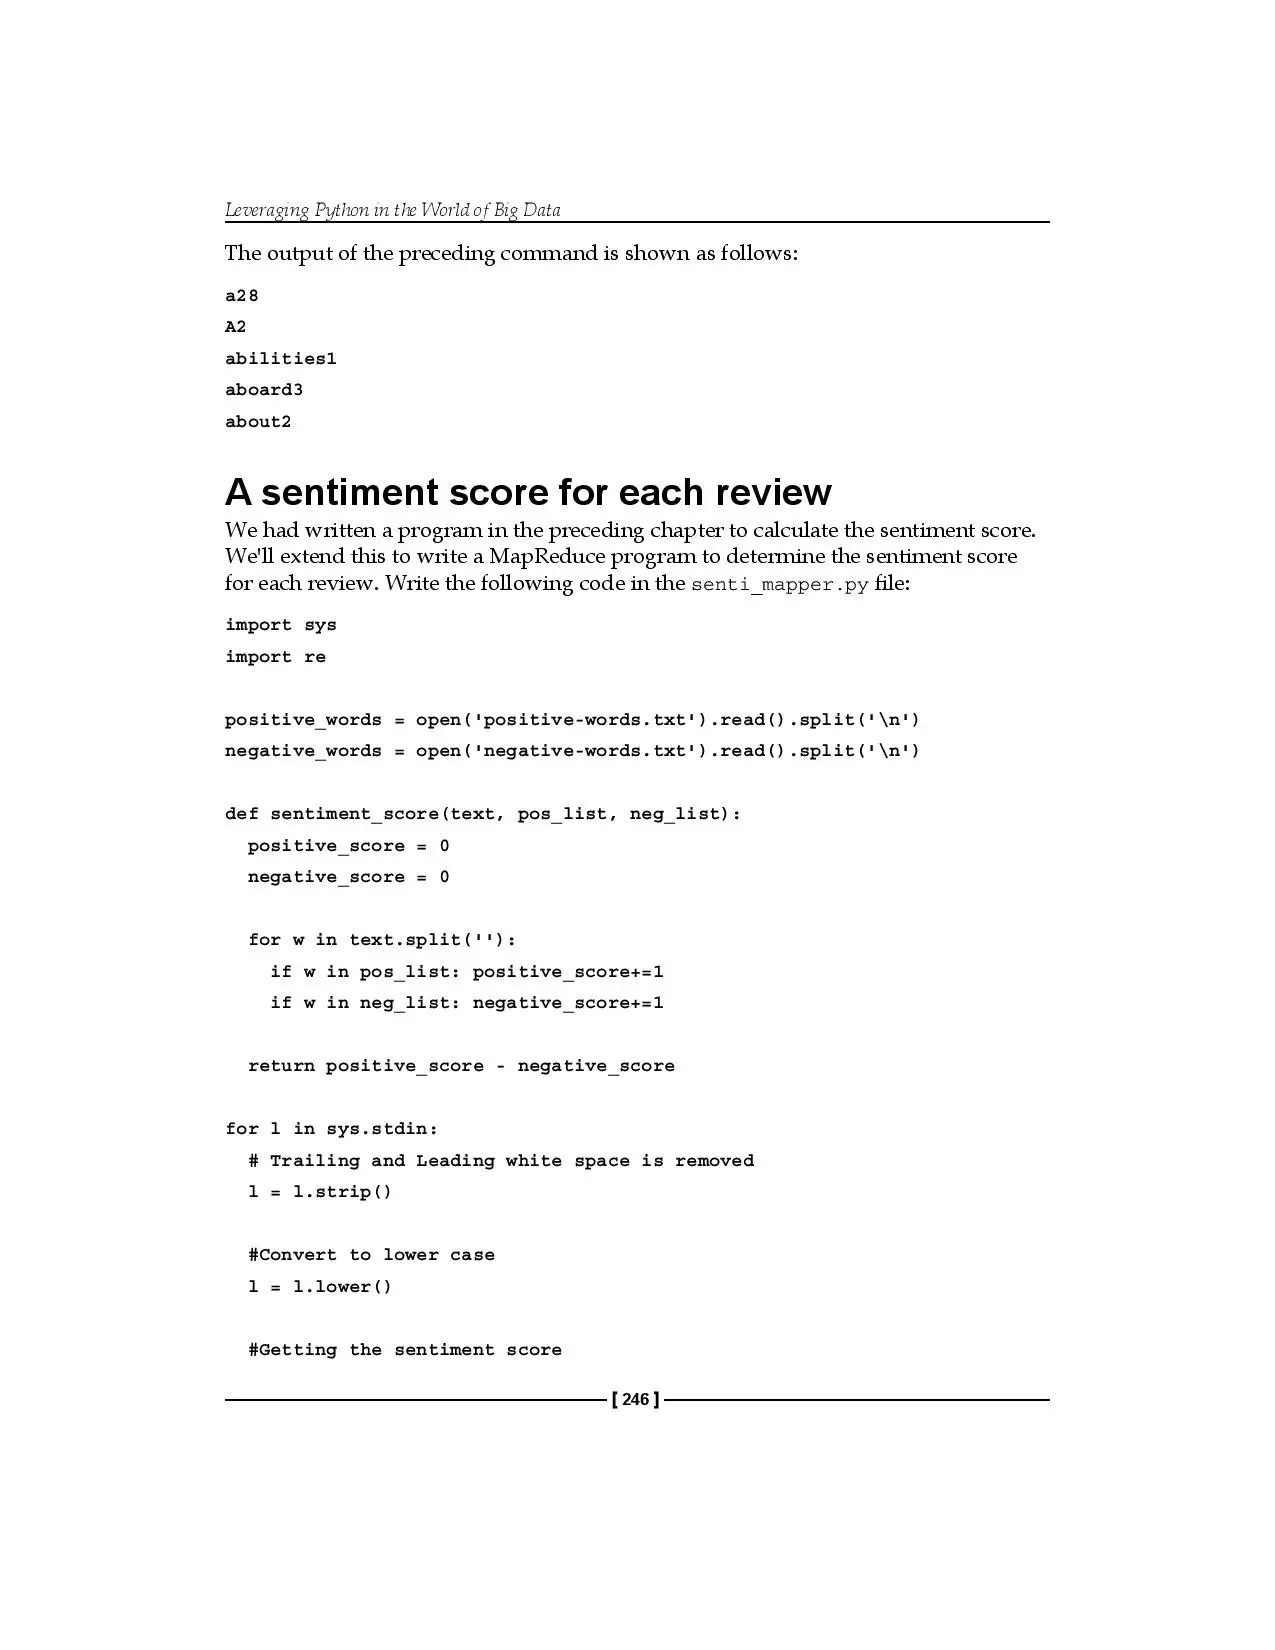 Leveraging Python in the World of Big Data
The output of the preceding command is shown as follows:
a28
A2
abilities1
aboard3
about2
A sentiment score for each review
We had written a program in the preceding chapter to calculate the sentiment score.
We'll extend this to write a MapReduce program to determine the sentiment score
for each review. Write the following code in the senti_mapper.py file:
import sys
import re
positive_words = open('positive-words.txt').read().split('\n')
negative_words = open('negative-words.txt').read().split('\n')
def sentiment_score(text, pos_list, neg_list):
  positive_score = 0
  negative_score = 0
  for w in text.split(''):
    if w in pos_list: positive_score+=1
    if w in neg_list: negative_score+=1
  return positive_score - negative_score
for l in sys.stdin:
  # Trailing and Leading white space is removed
  l = l.strip()
  #Convert to lower case
  l = l.lower()
  #Getting the sentiment score
[ 246 ]